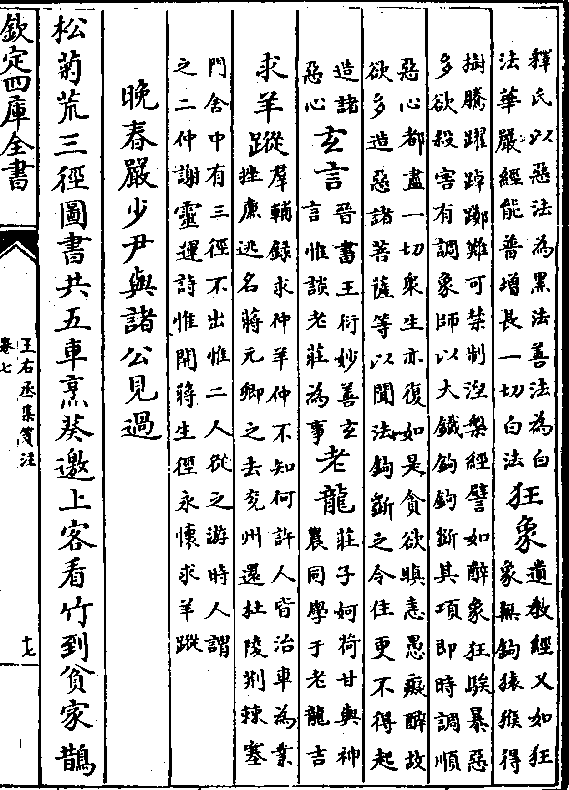 釋氏以惡法為黑法善法為白
法華嚴經能普增長一切白法
狂象
遺教經又如狂
象無鈎猿猴得
樹騰躍踔躑難可禁制湼槃經譬如醉象狂騃暴惡
多欲殺害有調象師以大鐵鈎鈎斵其項即時調順
惡心都盡一切衆生亦復如是貪欲瞋恚愚癡醉故
欲多造惡諸菩薩等以聞法鈎斵之令住更不得起
造諸
惡心
玄言
晉書王衍妙善玄
言惟談老莊為事
老龍
莊子妸荷甘與神
農同學于老龍吉
求羊蹤
羣輔錄求仲羊仲不知何許人皆治車為業
挫廉逃名蔣元卿之去兖州還杜陵荆棘塞
門舍中有三徑不出惟二人從之游時人謂
之二仲謝靈運詩惟開蔣生徑永懷求羊蹤
晚春嚴少尹與諸公見過
松菊荒三徑圖書共五車烹葵邀上客看竹到貧家鵲
欽定四庫全書
王右丞集箋注
卷七
十七